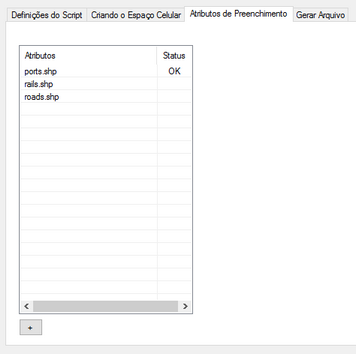 Definições do Script Criando o Espaço Celular Atributos de Preenchimento Gerar Arquivo
Atributos Status
ports.shp OK
rails.shp
roads.shp
+